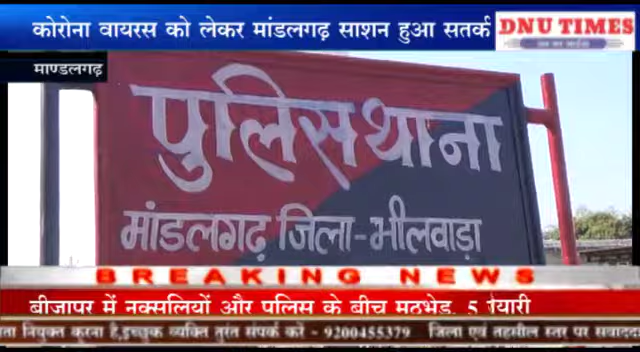 कोरोना वायरस को लेकर मांडलगढ़ साशन हुआ सतर्क
DNU TIMES
माण्डलगढ़
पुलिस थाना
मांडलगढ़ जिला-भीलवाड़ा
BREAKING NEWS
बीजापुर में नक्सलियों और पुलिस के बीच मुठभेड़, 5
ता नियुक्त करना है,इच्छुक व्यक्ति तुरंत संपर्क करे - 9200455379 जिला एवं तहसील स्तर पर संवादद